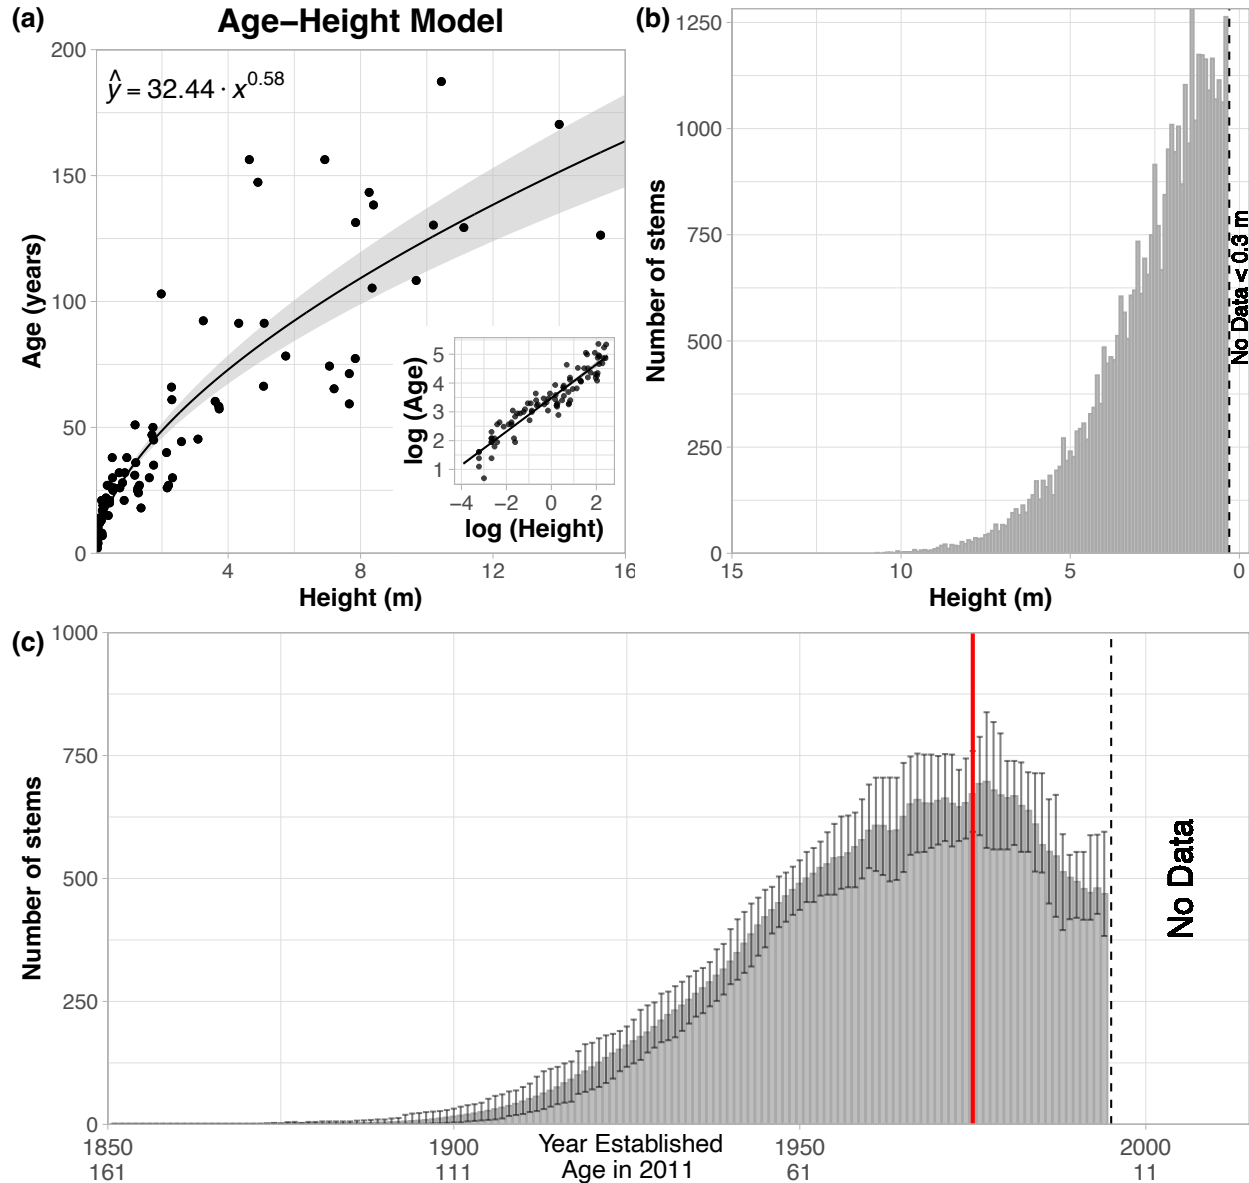 (a) Age–Height Model
ŷ = 32.44 · x^0.58
Age (years)
200
150
100
50
0
4 8 12 16
Height (m)
log (Age)
5
4
3
2
1
−4 −2 0 2
log (Height)
(b)
Number of stems
1250
1000
750
500
250
0
15 10 5 0
Height (m)
No Data < 0.3 m
(c)
Number of stems
1000
750
500
250
0
No Data
1850 1900 Year Established 1950 2000
161 111 Age in 2011 61 11